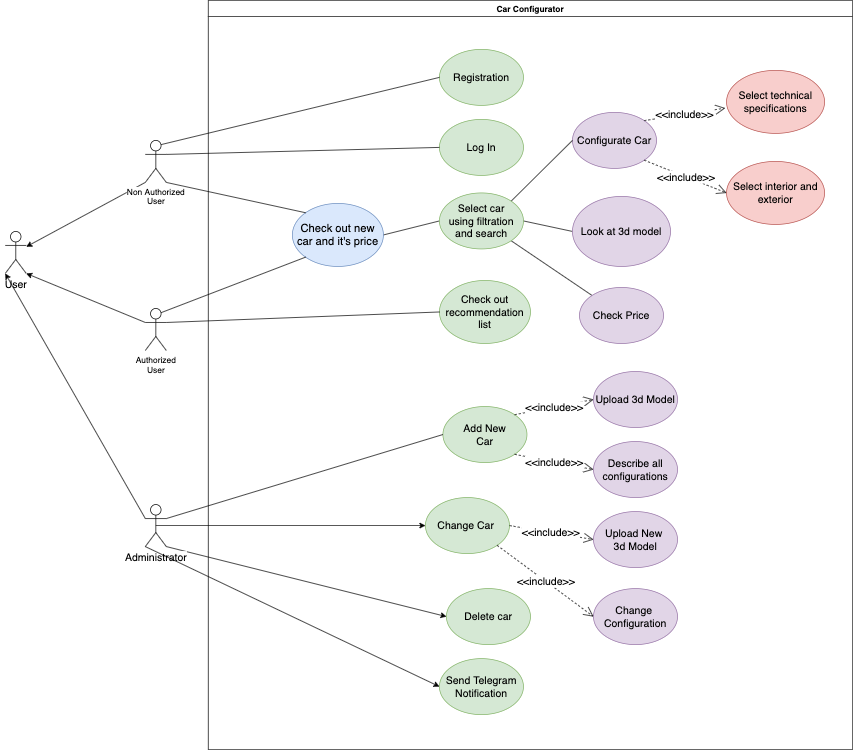 Car Configurator
Registration
Log In
Non Authorized
User
Check out new
car and it's price
Select car
using filtration
and search
Configurate Car
<<include>>
Select technical
specifications
<<include>>
Select interior and
exterior
Look at 3d model
Check Price
User
Check out
recommendation
list
Authorized
User
Add New
Car
<<include>>
Upload 3d Model
<<include>>
Describe all
configurations
Administrator
Change Car
<<include>>
Upload New
3d Model
<<include>>
Change
Configuration
Delete car
Send Telegram
Notification